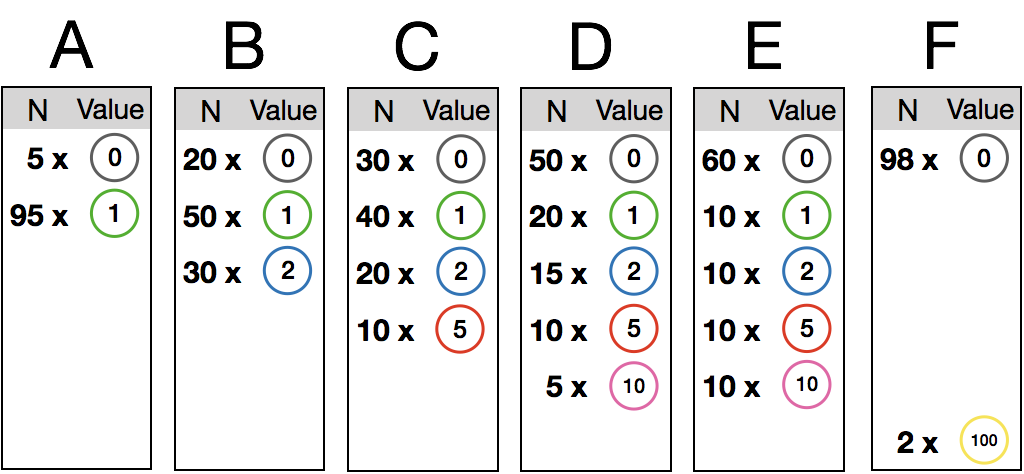 A B C D E F
N Value N Value N Value N Value N Value N Value
5 x 0 20 x 0 30 x 0 50 x 0 60 x 0 98 x 0
95 x 1 50 x 1 40 x 1 20 x 1 10 x 1
30 x 2 20 x 2 15 x 2 10 x 2
10 x 5 10 x 5 10 x 5
5 x 10 10 x 10
2 x 100